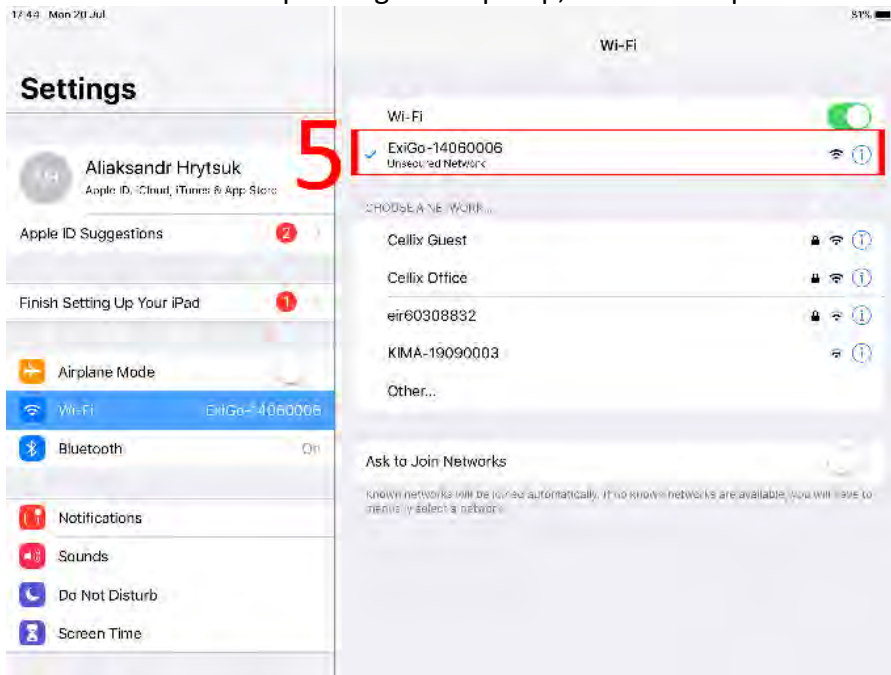 17:44 Mon 20 Jul
81%
Settings
Aliaksandr Hrytsuk
Apple ID, iCloud, iTunes & App Store
Apple ID Suggestions 2
Finish Setting Up Your iPad 1
Airplane Mode
Wi-Fi ExiGo-14060006
Bluetooth On
Notifications
Sounds
Do Not Disturb
Screen Time
Wi-Fi
Wi-Fi
5
ExiGo-14060006
Unsecured Network
CHOOSE A NETWORK...
Cellix Guest
Cellix Office
eir60308832
KIMA-19090003
Other...
Ask to Join Networks
Known networks will be joined automatically. If no known networks are available, you will have to
manually select a network.